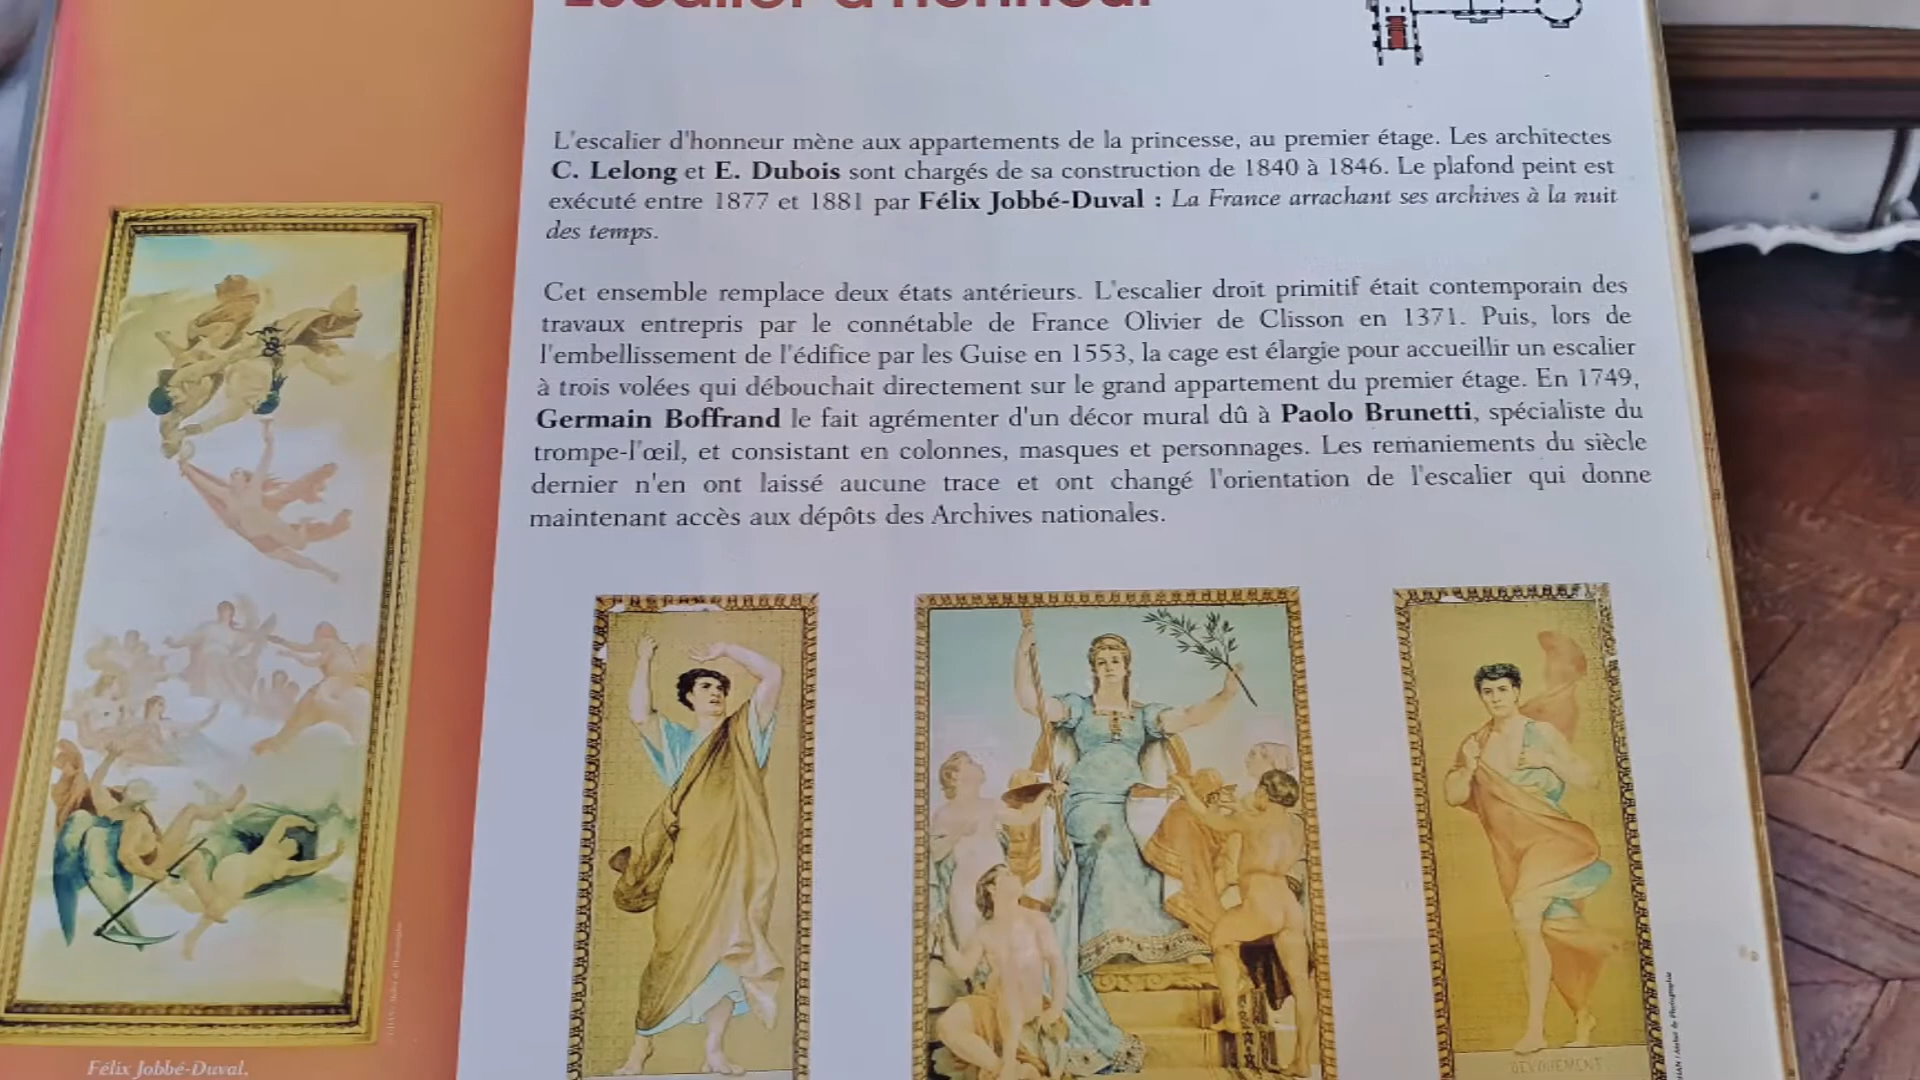 Escalier d'honneur
L'escalier d'honneur mène aux appartements de la princesse, au premier étage. Les architectes
C. Lelong et E. Dubois sont chargés de sa construction de 1840 à 1846. Le plafond peint est
exécuté entre 1877 et 1881 par Félix Jobbé-Duval : La France arrachant ses archives à la nuit
des temps.
Cet ensemble remplace deux états antérieurs. L'escalier droit primitif était contemporain des
travaux entrepris par le connétable de France Olivier de Clisson en 1371. Puis, lors de
l'embellissement de l'édifice par les Guise en 1553, la cage est élargie pour accueillir un escalier
à trois volées qui débouchait directement sur le grand appartement du premier étage. En 1749,
Germain Boffrand le fait agrémenter d'un décor mural dû à Paolo Brunetti, spécialiste du
trompe-l'œil, et consistant en colonnes, masques et personnages. Les remaniements du siècle
dernier n'en ont laissé aucune trace et ont changé l'orientation de l'escalier qui donne
maintenant accès aux dépôts des Archives nationales.
Félix Jobbé-Duval.
DEVOUEMENT